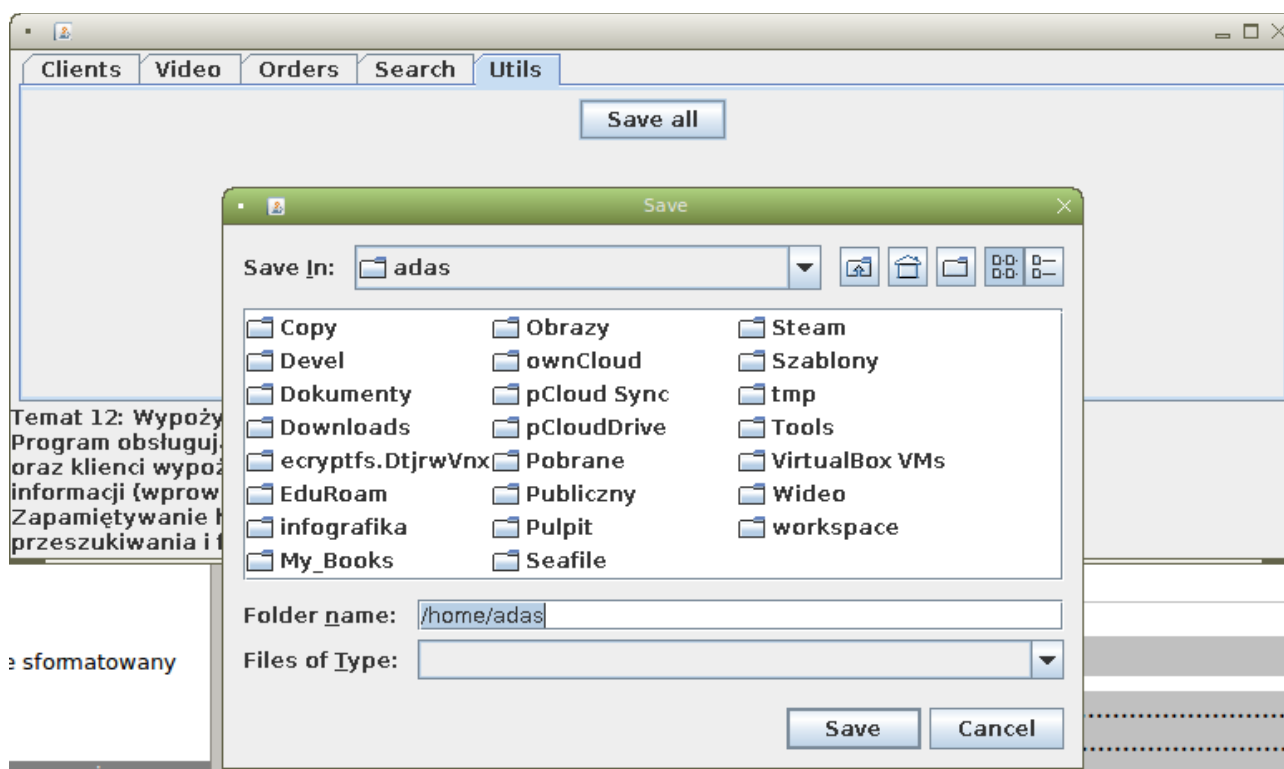 Clients Video Orders Search Utils
Save all
Save
Save In: adas
Copy Obrazy Steam
Devel ownCloud Szablony
Dokumenty pCloud Sync tmp
Downloads pCloudDrive Tools
ecryptfs.DtjrwVnx Pobrane VirtualBox VMs
EduRoam Publiczny Wideo
infografika Pulpit workspace
My_Books Seafile
Folder name: /home/adas
Files of Type:
Save Cancel
Temat 12: Wypoży
Program obsługuj
oraz klienci wypoż
informacji (wprow
Zapamiętywanie
przeszukiwania i
sformatowany